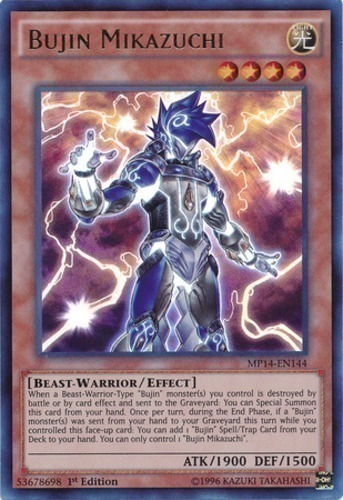 BUJIN MIKAZUCHI
LIGHT
光
MP14-EN144
[BEAST-WARRIOR/EFFECT]
When a Beast-Warrior-Type "Bujin" monster(s) you control is destroyed
by battle or by card effect and sent to the Graveyard: You can Special Summon
this card from your hand. Once per turn, during the End Phase, if a "Bujin"
monster was sent from your hand to your Graveyard this turn while you
controlled this face-up card: You can add 1 "Bujin" Spell/Trap Card from your
Deck to your hand. You can only control 1 "Bujin Mikazuchi".
ATK/1900 DEF/1500
53678698 1st Edition ©1996 KAZUKI TAKAHASHI